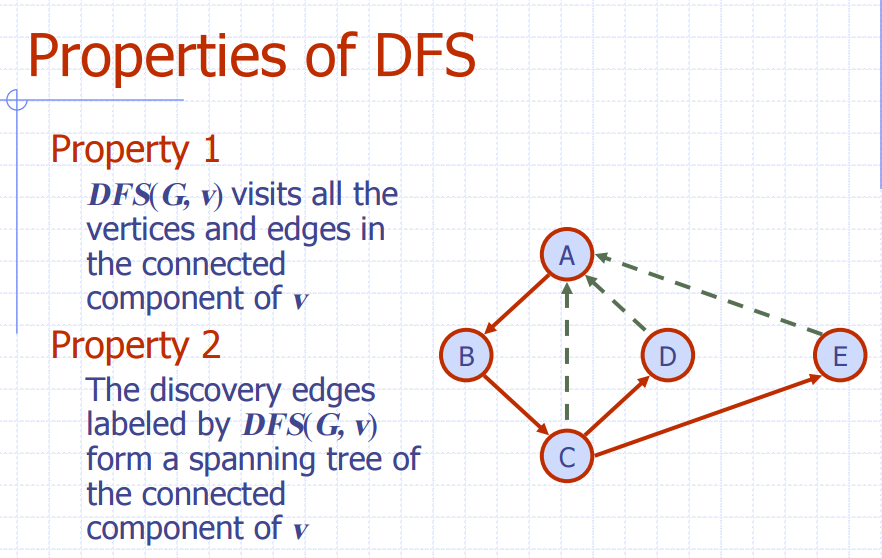 Properties of DFS
Property 1
DFS(G, v) visits all the
vertices and edges in
the connected
component of v
Property 2
The discovery edges
labeled by DFS(G, v)
form a spanning tree of
the connected
component of v
A
B
D
E
C